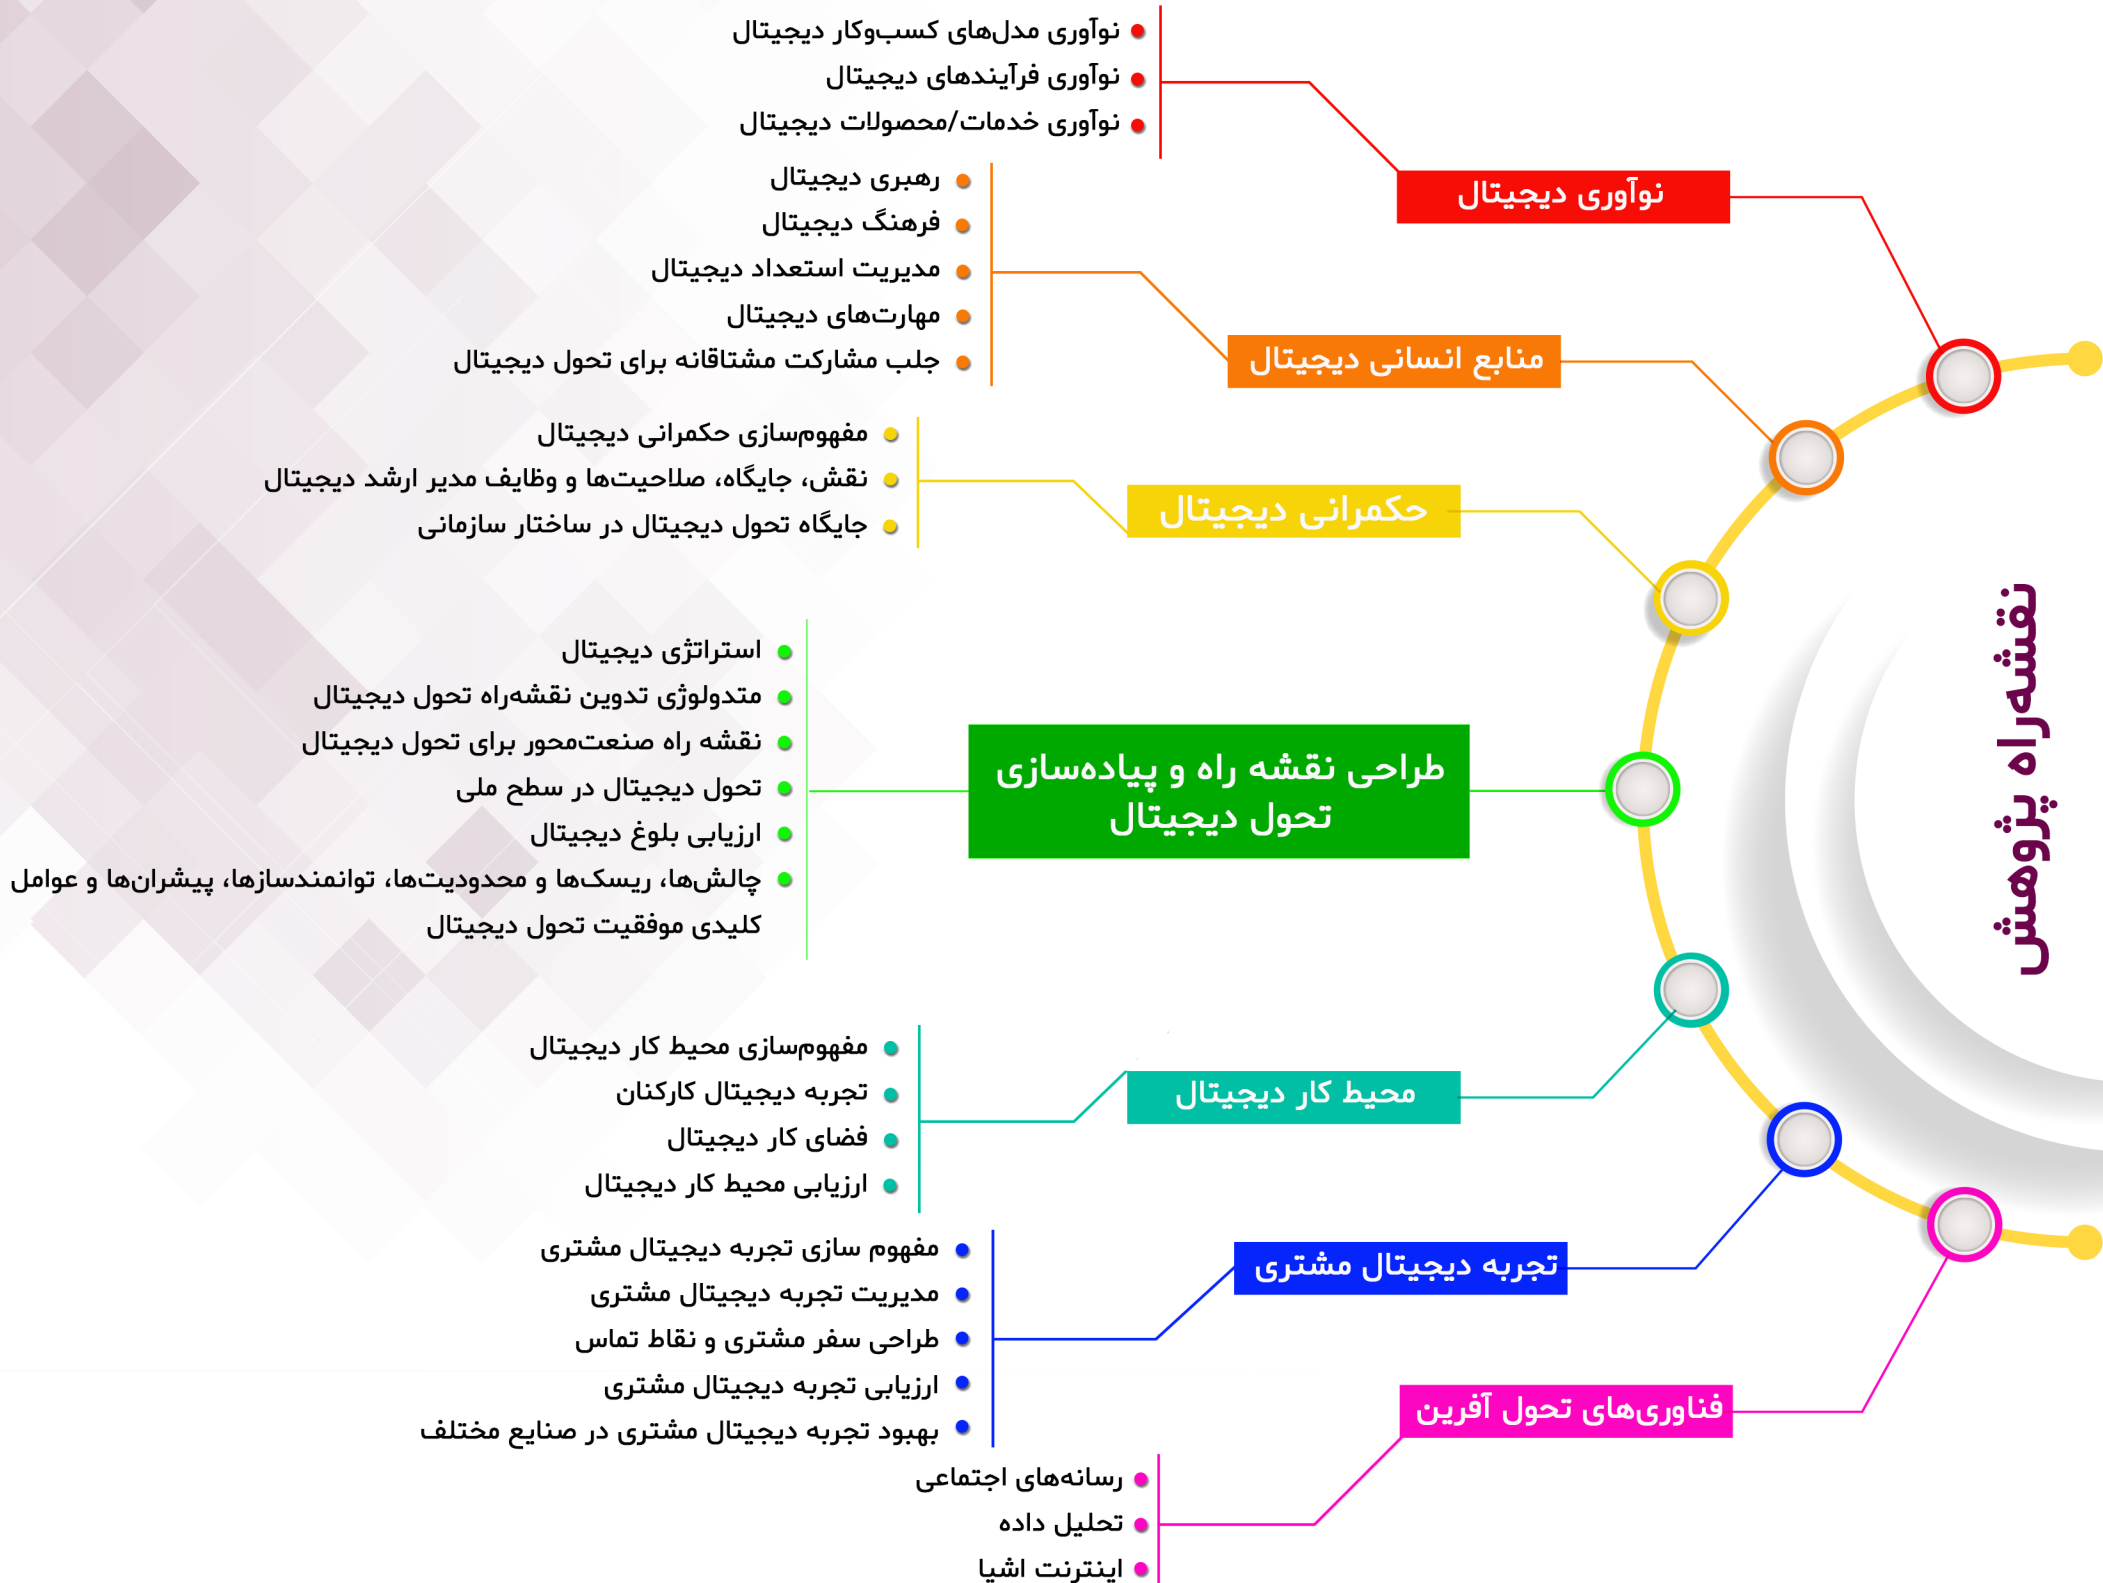 نقشه‌راه پژوهش
نوآوری دیجیتال
نوآوری مدل‌های کسب‌وکار دیجیتال
نوآوری فرآیندهای دیجیتال
نوآوری خدمات/محصولات دیجیتال
منابع انسانی دیجیتال
رهبری دیجیتال
فرهنگ دیجیتال
مدیریت استعداد دیجیتال
مهارت‌های دیجیتال
جلب مشارکت مشتاقانه برای تحول دیجیتال
حکمرانی دیجیتال
مفهوم‌سازی حکمرانی دیجیتال
نقش، جایگاه، صلاحیت‌ها و وظایف مدیر ارشد دیجیتال
جایگاه تحول دیجیتال در ساختار سازمانی
طراحی نقشه راه و پیاده‌سازی
تحول دیجیتال
استراتژی دیجیتال
متدولوژی تدوین نقشه‌راه تحول دیجیتال
نقشه راه صنعت‌محور برای تحول دیجیتال
تحول دیجیتال در سطح ملی
ارزیابی بلوغ دیجیتال
چالش‌ها، ریسک‌ها و محدودیت‌ها، توانمندسازها، پیشران‌ها و عوامل
کلیدی موفقیت تحول دیجیتال
محیط کار دیجیتال
مفهوم‌سازی محیط کار دیجیتال
تجربه دیجیتال کارکنان
فضای کار دیجیتال
ارزیابی محیط کار دیجیتال
تجربه دیجیتال مشتری
مفهوم سازی تجربه دیجیتال مشتری
مدیریت تجربه دیجیتال مشتری
طراحی سفر مشتری و نقاط تماس
ارزیابی تجربه دیجیتال مشتری
بهبود تجربه دیجیتال مشتری در صنایع مختلف
فناوری‌های تحول آفرین
رسانه‌های اجتماعی
تحلیل داده
اینترنت اشیا